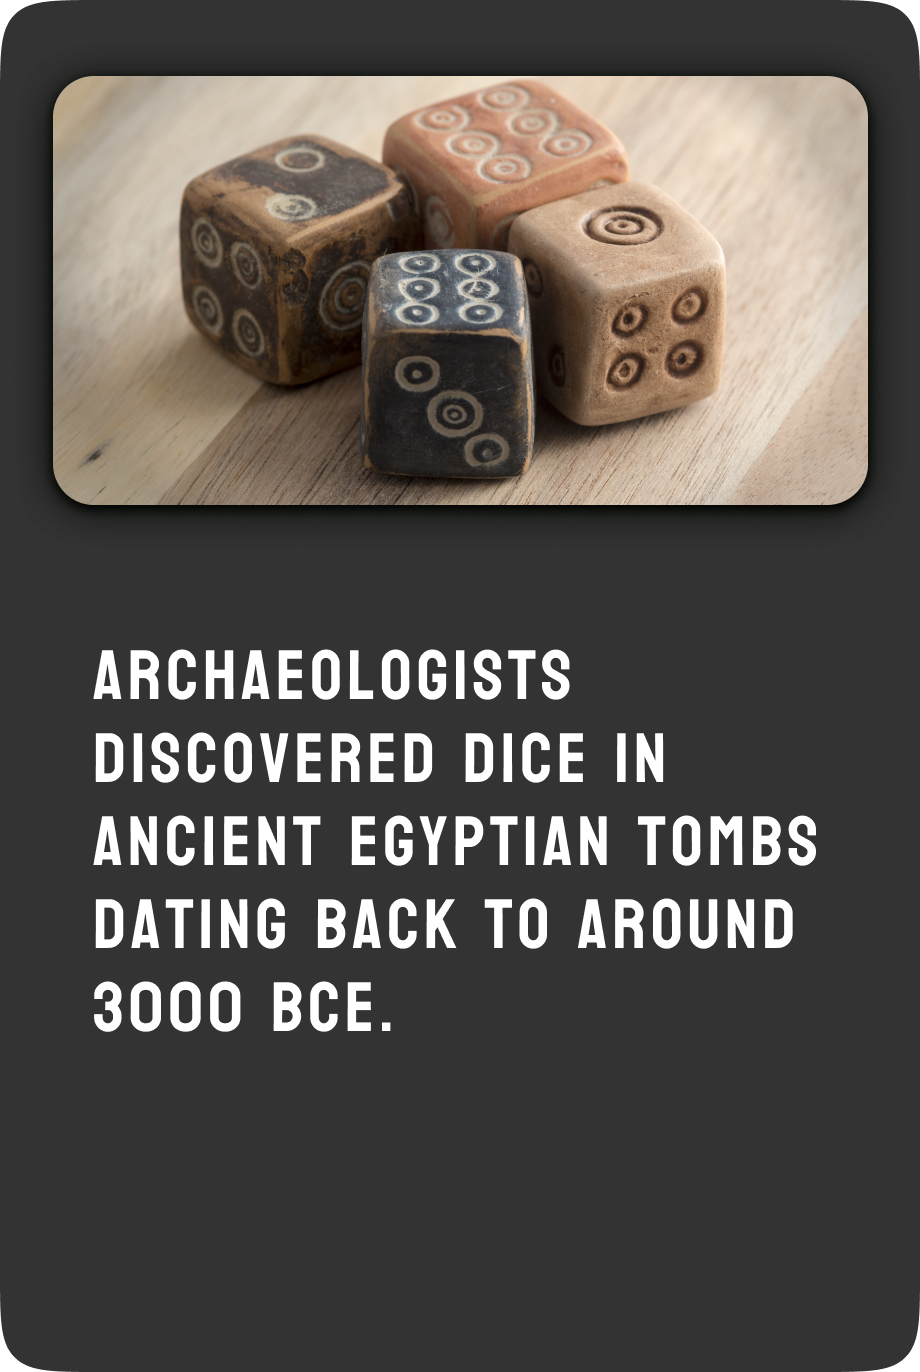 ARCHAEOLOGISTS
DISCOVERED DICE IN
ANCIENT EGYPTIAN TOMBS
DATING BACK TO AROUND
3000 BCE.